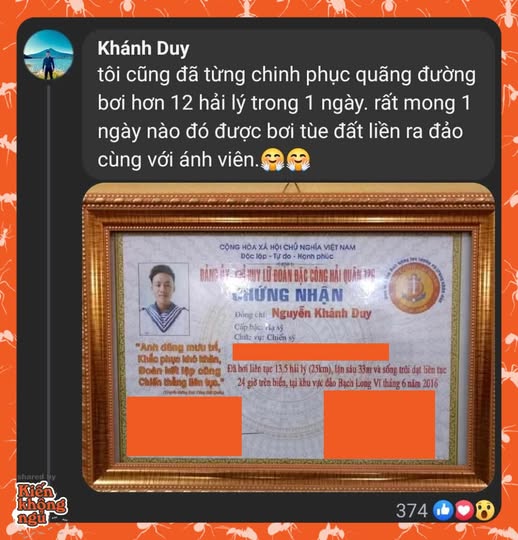 Khánh Duy
tôi cũng đã từng chinh phục quãng đường
bơi hơn 12 hải lý trong 1 ngày. rất mong 1
ngày nào đó được bơi tùe đất liền ra đảo
cùng với ánh viên.🤗🤗
CỘNG HÒA XÃ HỘI CHỦ NGHĨA VIỆT NAM
Độc lập - Tự do - Hạnh phúc
ĐẢNG ỦY - HUY LỮ ĐOÀN ĐẶC CÔNG HẢI QUÂN
CHỨNG NHẬN
Đồng chí: Nguyễn Khánh Duy
Cấp bậc: Hạ sỹ
Chức vụ: Chiến sỹ
"Anh dũng mưu trí,
Khắc phục khó khăn,
Đoàn kết lập công
Chiến thắng liên tục."
Đã bơi liên tục 13,5 hải lý (25km), lặn sâu 33m và sống trôi dạt liên tục
24 giờ trên biển, tại khu vực đảo Bạch Long Vĩ tháng 6 năm 2016
374
shared by
Kiến
không
ngủ